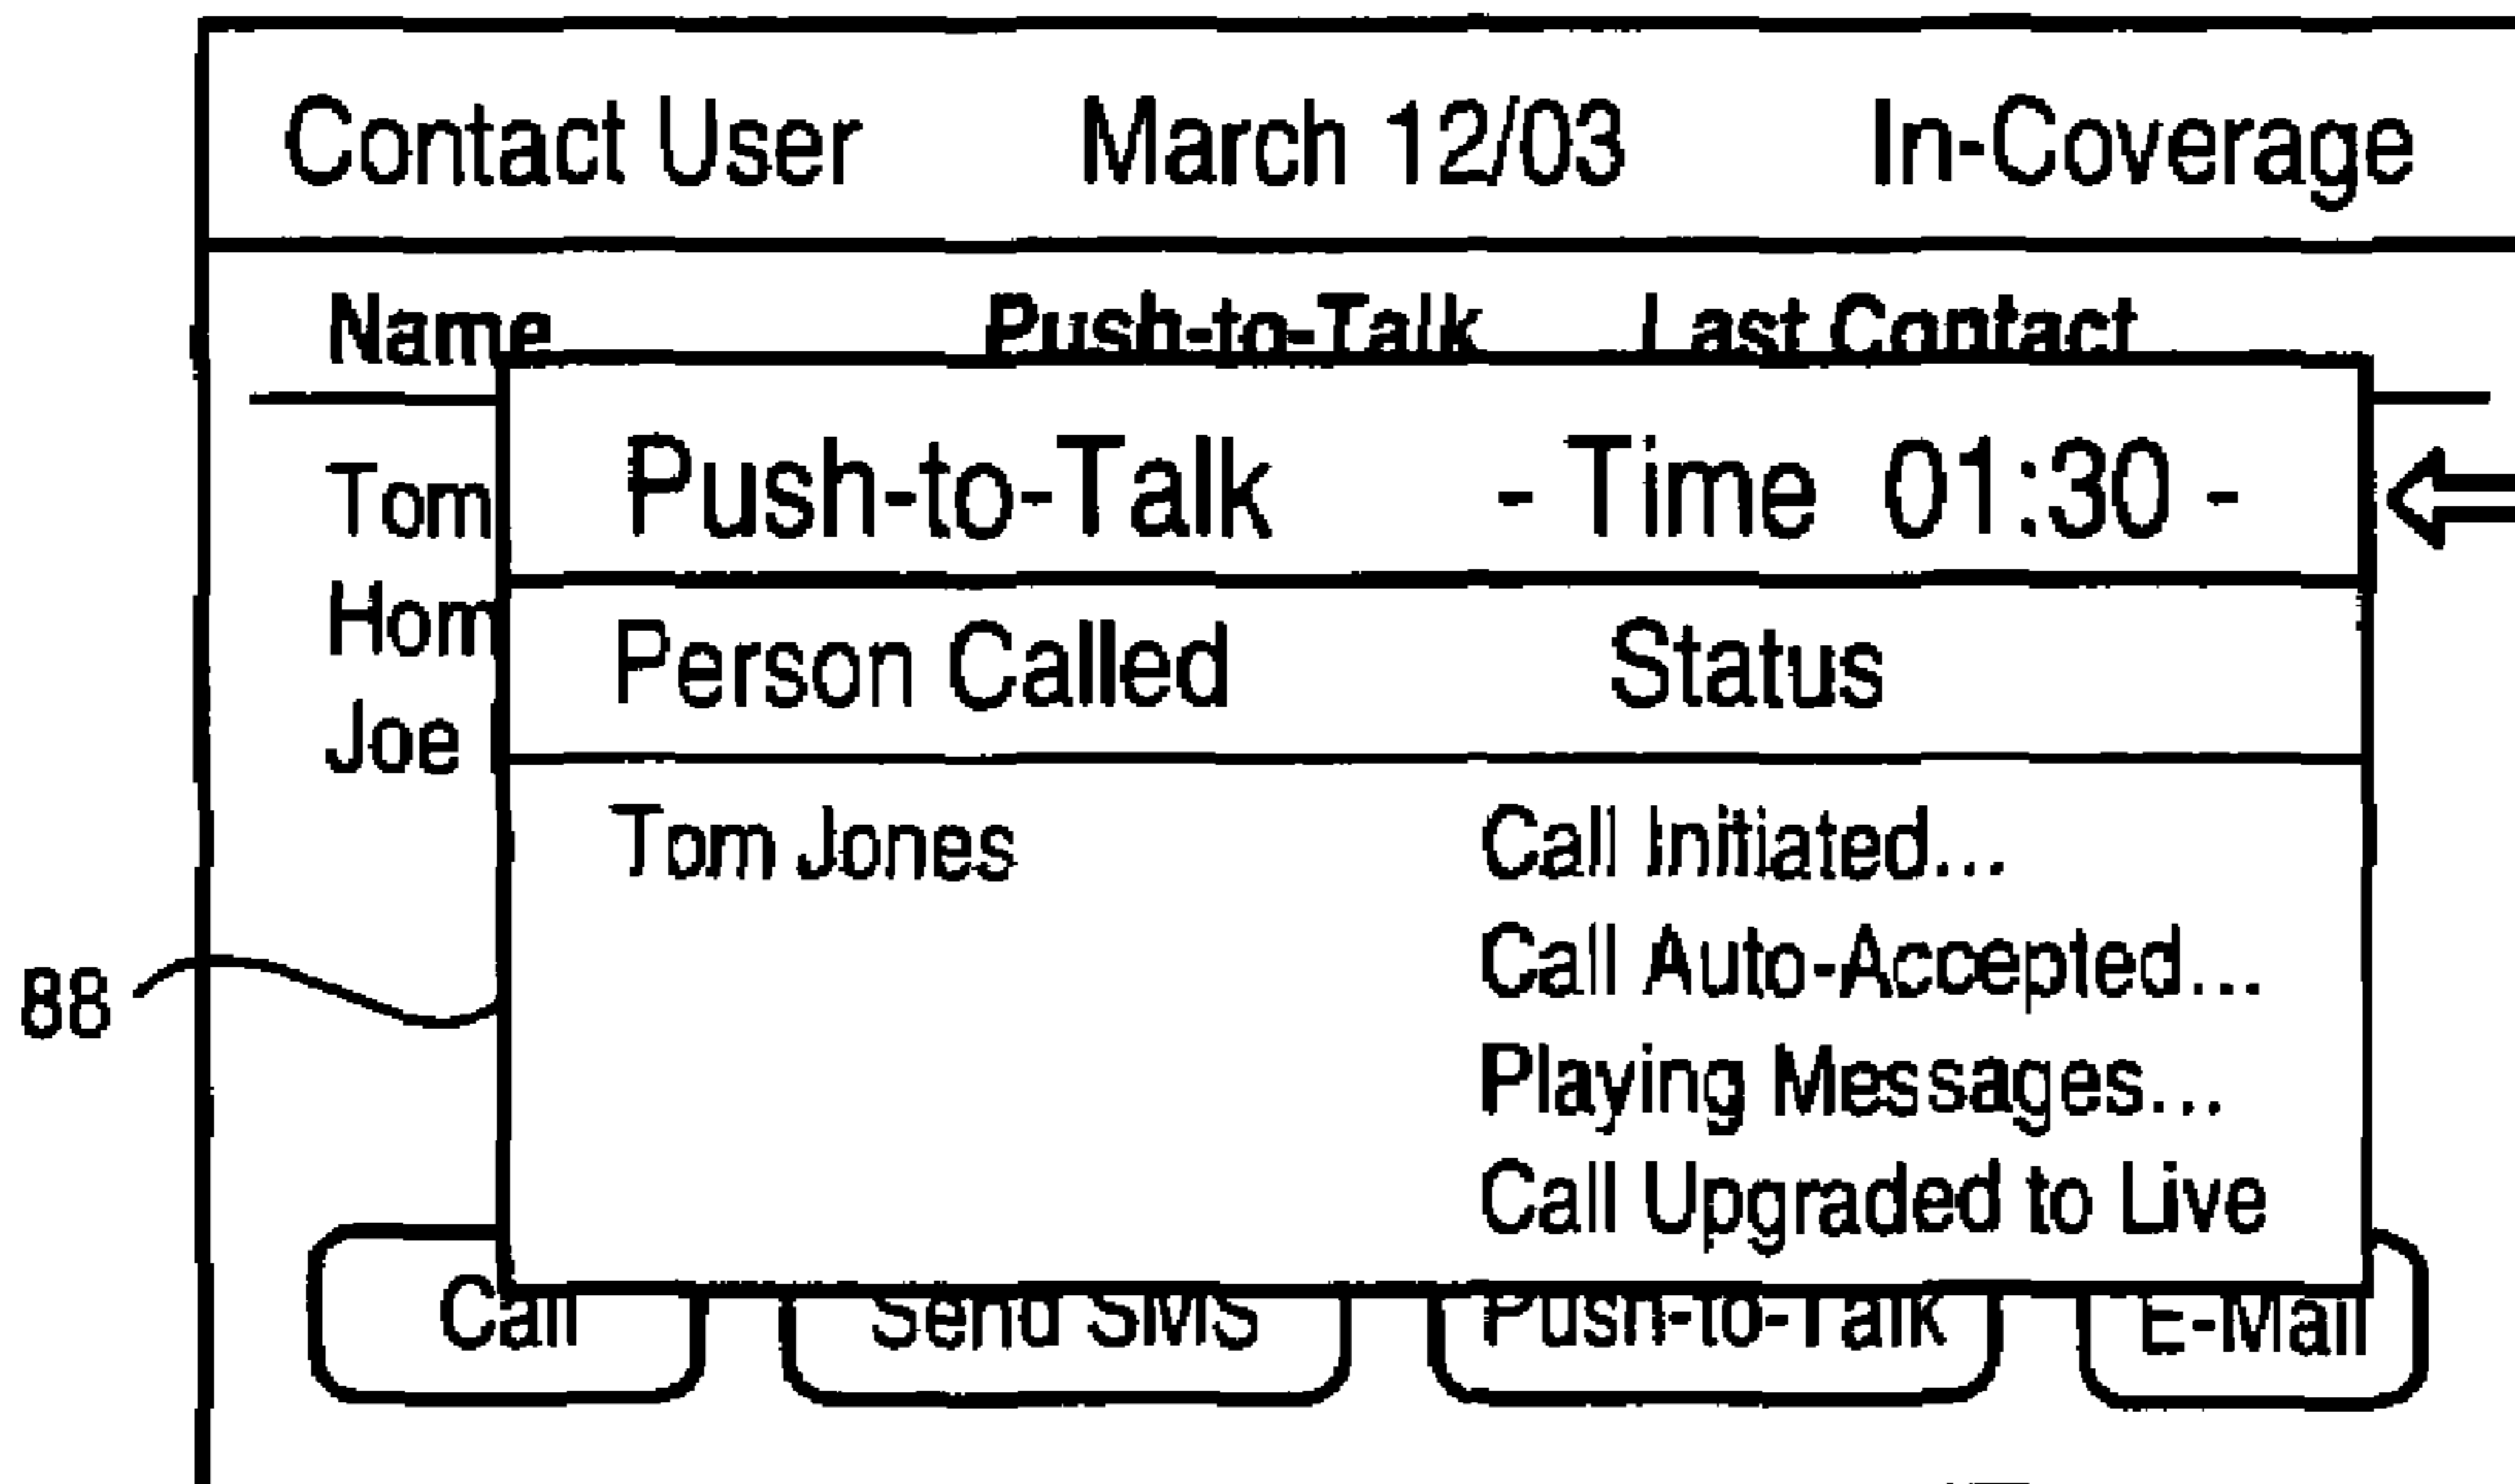 Contact User March 12/03 In-Coverage
Name Push-to-Talk Last Contact
Push-to-Talk - Time 01:30 -
Tom
Hom
Person Called Status
Joe
Tom Jones Call Initiated...
Call Auto-Accepted...
88
Playing Messages...
Call Upgraded to Live
Call Send SMS Push-to-Talk E-Mail